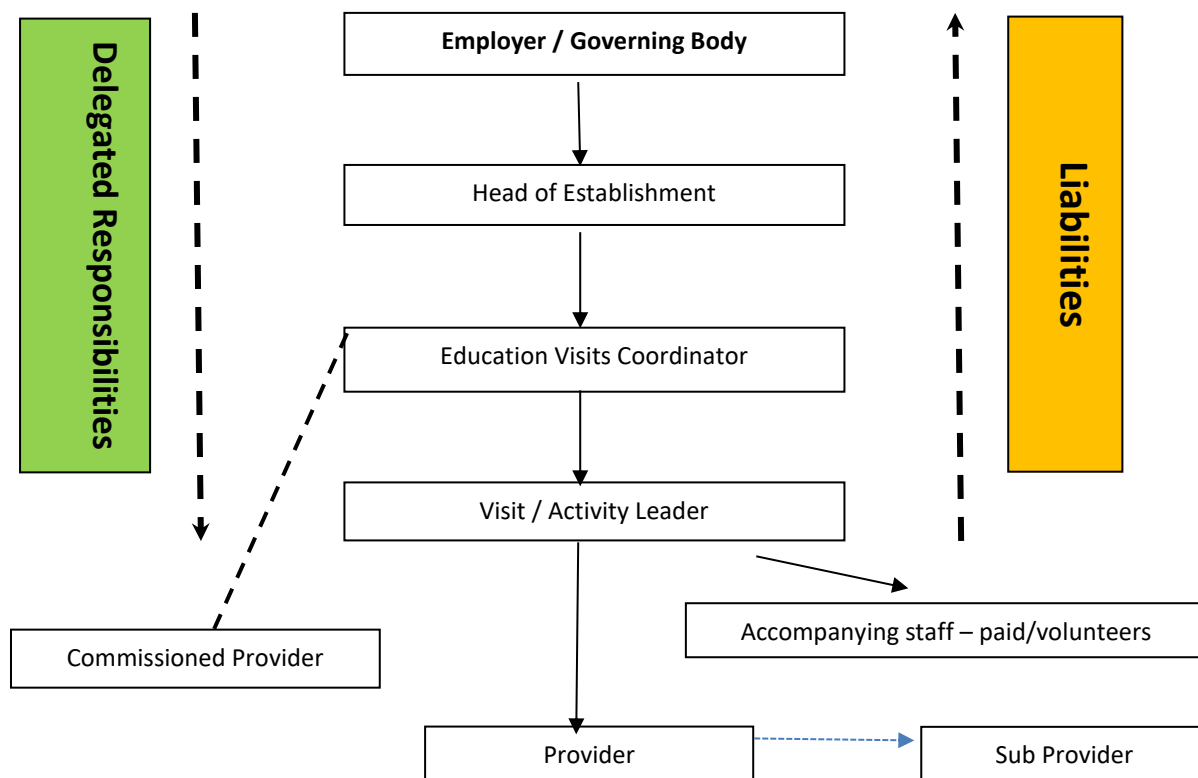 Delegated Responsibilities
Employer / Governing Body
Liabilities
Head of Establishment
Education Visits Coordinator
Visit / Activity Leader
Accompanying staff – paid/volunteers
Commissioned Provider
Provider
Sub Provider